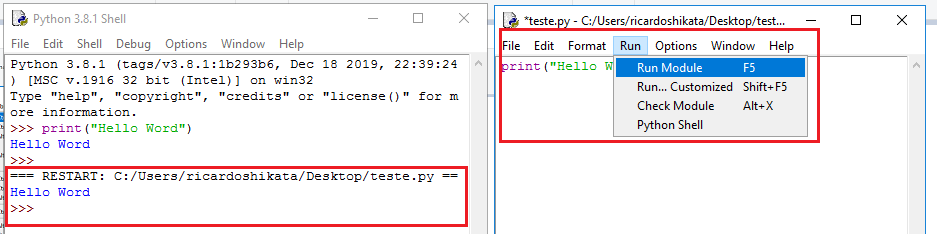 Python 3.8.1 Shell
File Edit Shell Debug Options Window Help
Python 3.8.1 (tags/v3.8.1:1b293b6, Dec 18 2019, 22:39:24
) [MSC v.1916 32 bit (Intel)] on win32
Type "help", "copyright", "credits" or "license()" for m
ore information.
>>> print("Hello Word")
Hello Word
>>>
=== RESTART: C:/Users/ricardoshikata/Desktop/teste.py ==
Hello Word
>>>
*teste.py - C:/Users/ricardoshikata/Desktop/test...
File Edit Format Run Options Window Help
print("Hello W
Run Module F5
Run... Customized Shift+F5
Check Module Alt+X
Python Shell